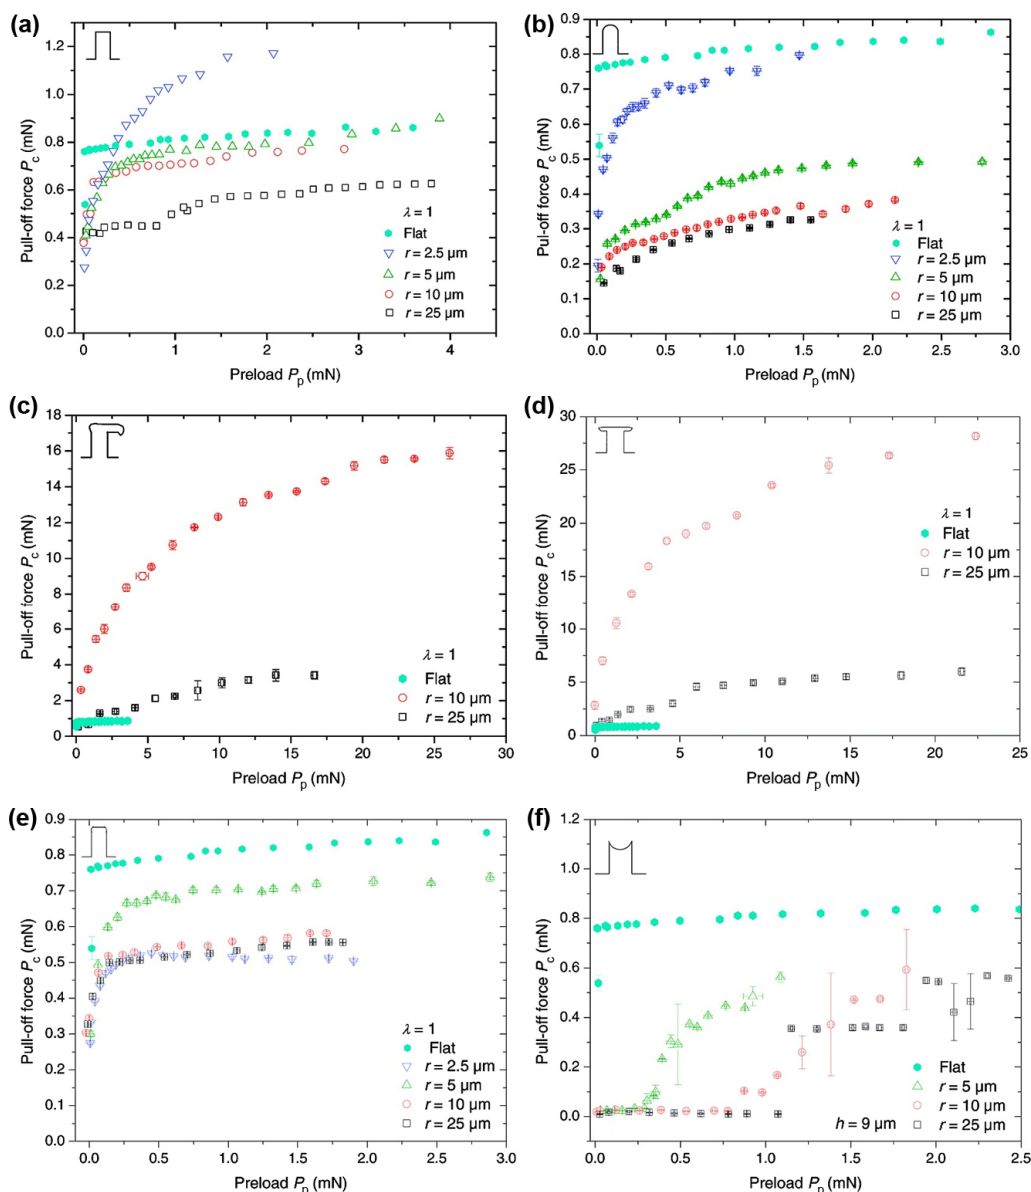 (a)
1.2
1.0
0.8
0.6
0.4
0.2
0.0
Pull-off force Pc (mN)
λ = 1
Flat
r = 2.5 µm
r = 5 µm
r = 10 µm
r = 25 µm
0 1 2 3 4
Preload Pp (mN)
(b)
0.9
0.8
0.7
0.6
0.5
0.4
0.3
0.2
0.1
0.0
Pul-off force Pc (mN)
λ = 1
Flat
r = 2.5 µm
r = 5 µm
r = 10 µm
r = 25 µm
0.0 0.5 1.0 1.5 2.0 2.5 3.0
Preload Pp (mN)
(c)
18
16
14
12
10
8
6
4
2
0
Pull-off force Pc (mN)
λ = 1
Flat
r = 10 µm
r = 25 µm
0 5 10 15 20 25 30
Preload Pp (mN)
(d)
30
25
20
15
10
5
0
Pull-off force Pc (mN)
λ = 1
Flat
r = 10 µm
r = 25 µm
0 5 10 15 20 25
Preload Pp (mN)
(e)
0.9
0.8
0.7
0.6
0.5
0.4
0.3
0.2
0.1
0.0
Pull-off force Pc (mN)
λ = 1
Flat
r = 2.5 µm
r = 5 µm
r = 10 µm
r = 25 µm
0.0 0.5 1.0 1.5 2.0 2.5 3.0
Preload Pp (mN)
(f)
1.2
1.0
0.8
0.6
0.4
0.2
0.0
Pull-off force Pc (mN)
Flat
r = 5 µm
r = 10 µm
h = 9 µm r = 25 µm
0.0 0.5 1.0 1.5 2.0 2.5
Preload Pp (mN)